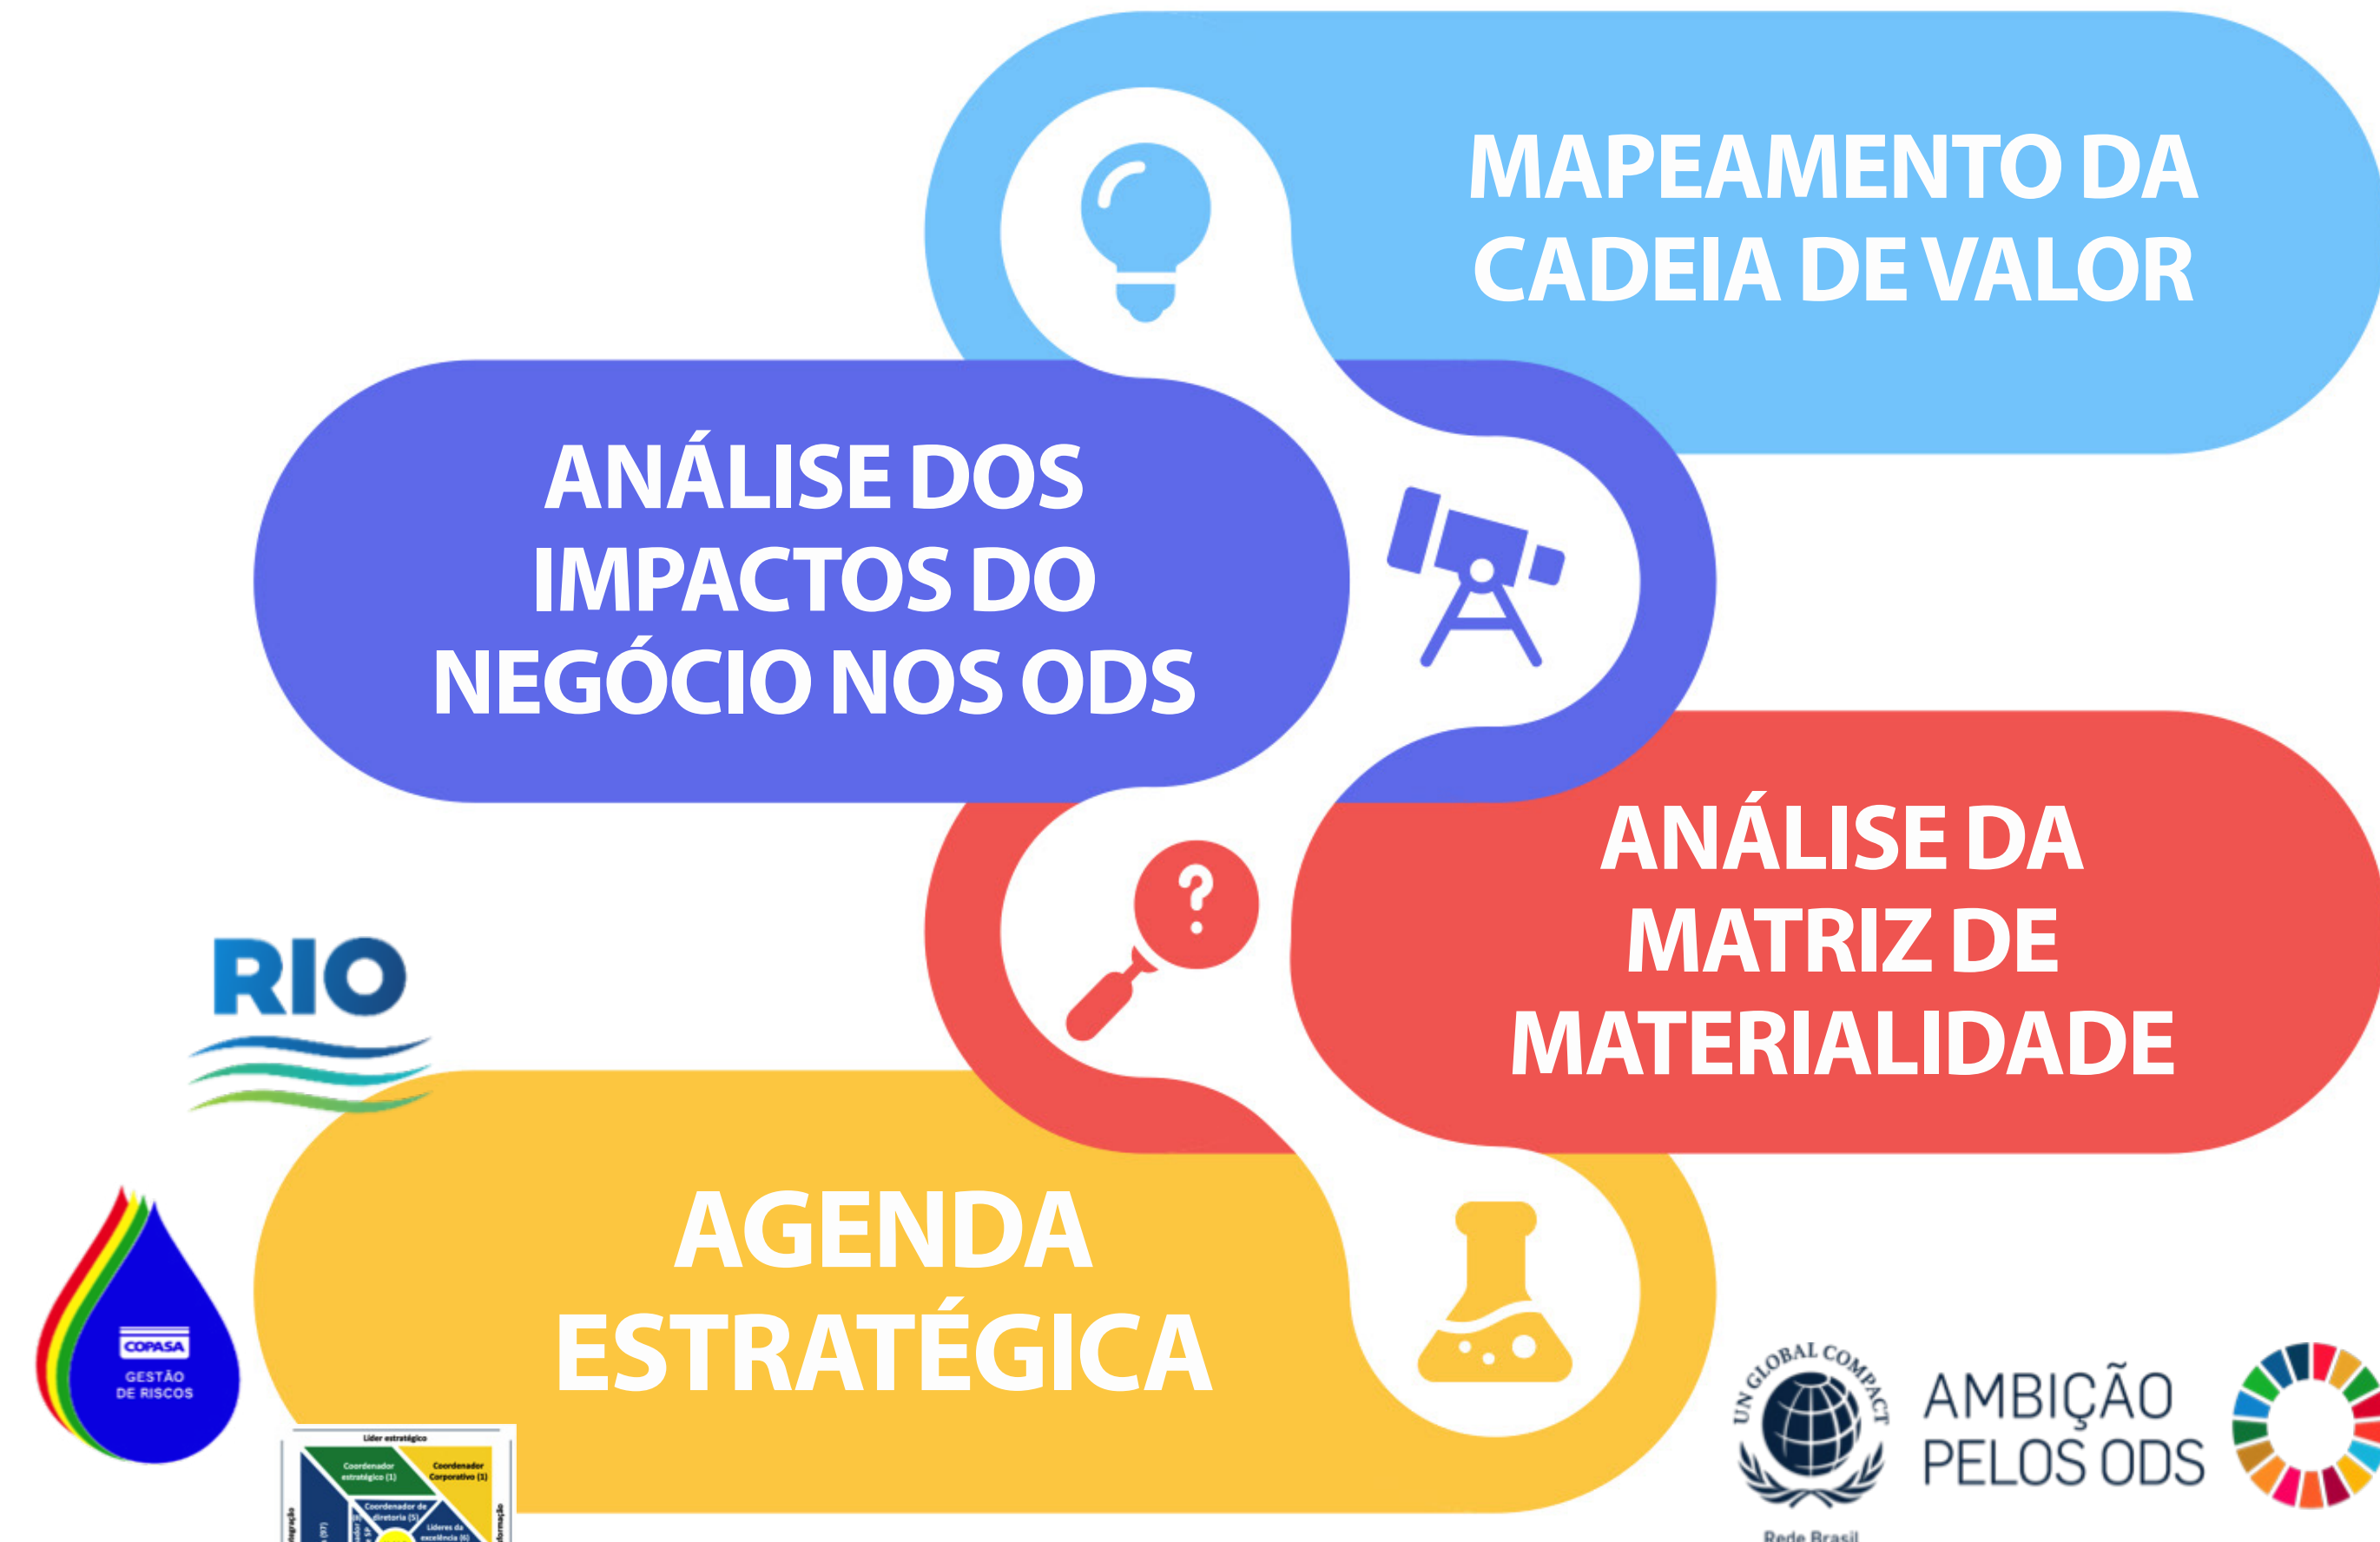 MAPEAMENTO DA
CADEIA DE VALOR
ANÁLISE DOS
IMPACTOS DO
NEGÓCIO NOS ODS
ANÁLISE DA
MATRIZ DE
MATERIALIDADE
RIO
AGENDA
ESTRATÉGICA
COPASA
GESTÃO
DE RISCOS
Líder estratégico
Coordenador
estratégico (1)
Coordenador
Corporativo (1)
Coordenador de
diretoria (5)
Líderes da
excelência (6)
UN GLOBAL COMPACT
Rede Brasil
AMBIÇÃO
PELOS ODS